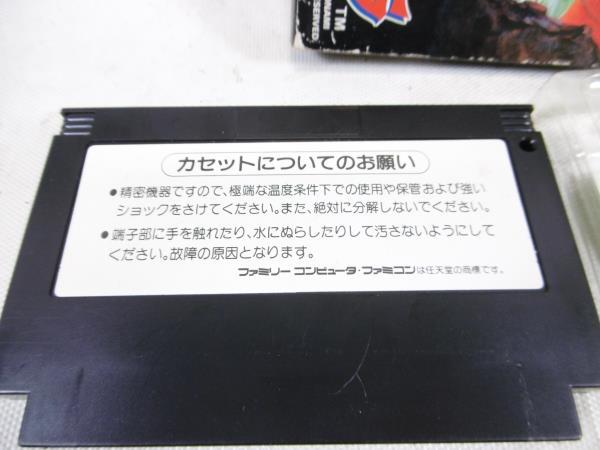 TM
RESERVED
カセットについてのお願い
●精密機器ですので、極端な温度条件下での使用や保管および強い
ショックをさけてください。また、絶対に分解しないでください。
●端子部に手を触れたり、水にぬらしたりして汚さないようにして
ください。故障の原因となります。
ファミリー コンピュータ・ファミコンは任天堂の商標です。